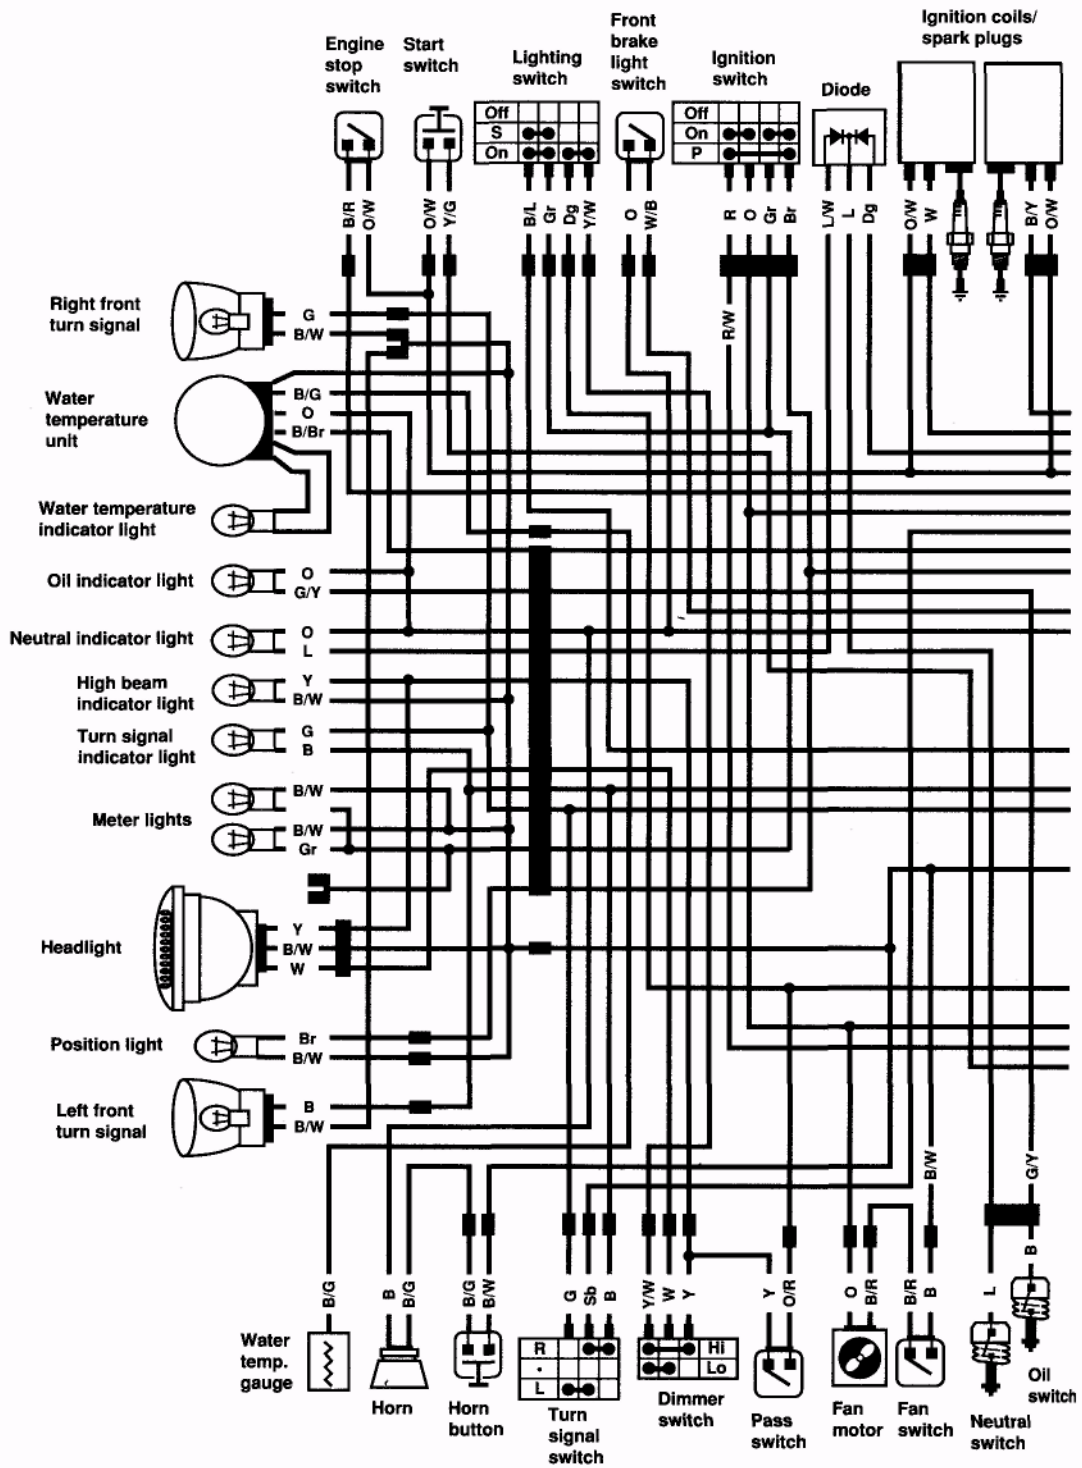 Engine
stop
switch
Start
switch
Lighting
switch
Front
brake
light
switch
Ignition
switch
Diode
Ignition coils/
spark plugs
Off
S
On
Off
On
P
B/R
O/W
O/W
Y/G
B/L
Gr
Dg
Y/W
O
W/B
R
O
Gr
Br
L/W
L
Dg
O/W
W
B/Y
O/W
R/W
Right front
turn signal
G
B/W
Water
temperature
unit
B/G
O
B/Br
Water temperature
indicator light
Oil indicator light
O
G/Y
Neutral indicator light
O
L
High beam
indicator light
Y
B/W
Turn signal
indicator light
G
B
Meter lights
B/W
B/W
Gr
Headlight
Y
B/W
W
Position light
Br
B/W
Left front
turn signal
B
B/W
B/W
G/Y
B
B/G
B
B/G
B/G
B/W
G
Sb
B
Y/W
W
Y
Y
O/R
O
B/R
B/R
B
L
R
.
L
Hi
Lo
Water
temp.
gauge
Horn
Horn
button
Turn
signal
switch
Dimmer
switch
Pass
switch
Fan
motor
Fan
switch
Neutral
switch
Oil
switch